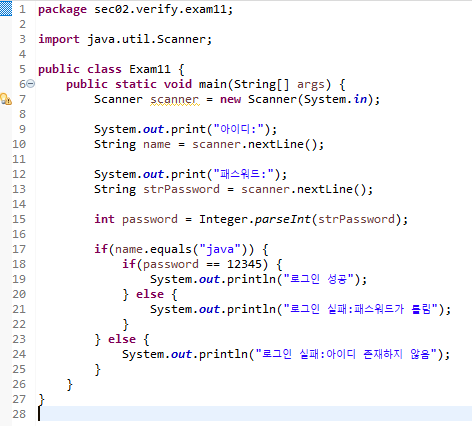 1 package sec02.verify.exam11;
2
3 import java.util.Scanner;
4
5 public class Exam11 {
6     public static void main(String[] args) {
7         Scanner scanner = new Scanner(System.in);
8
9         System.out.print("아이디:");
10         String name = scanner.nextLine();
11
12         System.out.print("패스워드:");
13         String strPassword = scanner.nextLine();
14
15         int password = Integer.parseInt(strPassword);
16
17         if(name.equals("java")) {
18             if(password == 12345) {
19                 System.out.println("로그인 성공");
20             } else {
21                 System.out.println("로그인 실패:패스워드가 틀림");
22             }
23         } else {
24             System.out.println("로그인 실패:아이디 존재하지 않음");
25         }
26     }
27 }
28